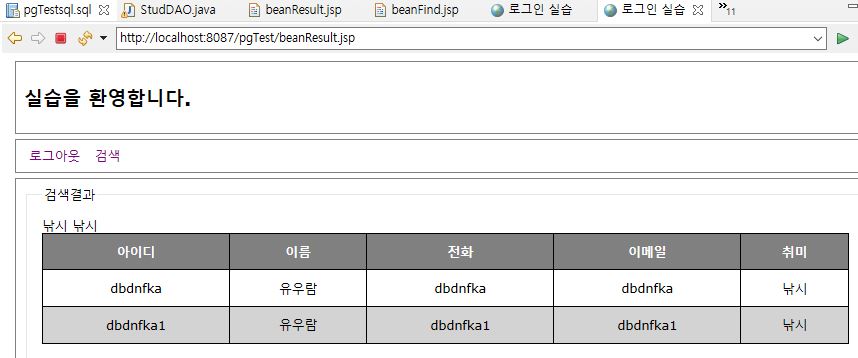 pgTestsql.sql StudDAO.java beanResult.jsp beanFind.jsp 로그인 실습 로그인 실습 »11
http://localhost:8087/pgTest/beanResult.jsp
실습을 환영합니다.
로그아웃 검색
검색결과
낚시 낚시
아이디 이름 전화 이메일 취미
dbdnfka 유우람 dbdnfka dbdnfka 낚시
dbdnfka1 유우람 dbdnfka1 dbdnfka1 낚시